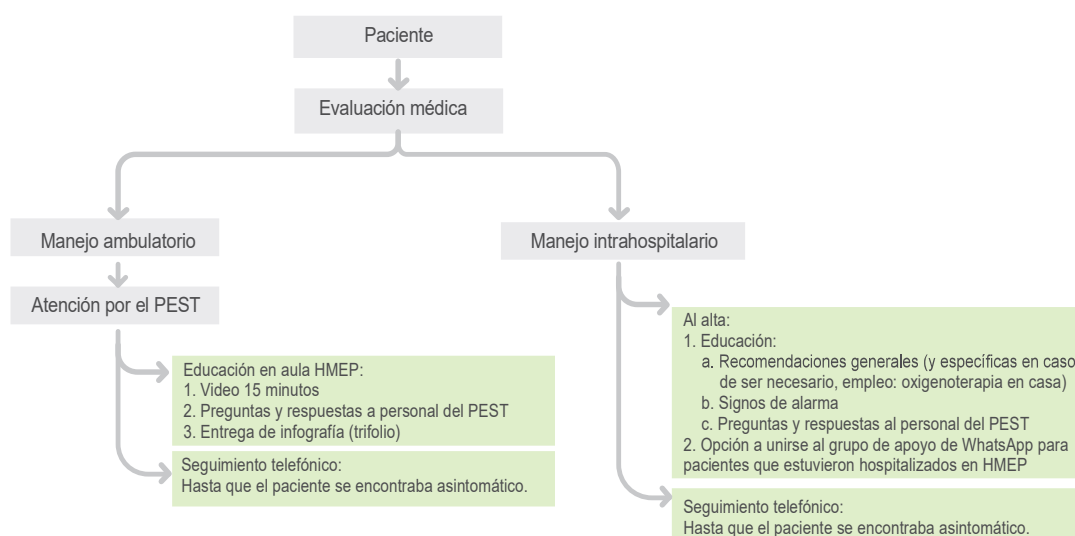 Paciente
Evaluación médica
Manejo ambulatorio
Atención por el PEST
Educación en aula HMEP:
1. Video 15 minutos
2. Preguntas y respuestas a personal del PEST
3. Entrega de infografía (trifolio)
Seguimiento telefónico:
Hasta que el paciente se encontraba asintomático.
Manejo intrahospitalario
Al alta:
1. Educación:
a. Recomendaciones generales (y específicas en caso
de ser necesario, empleo: oxigenoterapia en casa)
b. Signos de alarma
c. Preguntas y respuestas al personal del PEST
2. Opción a unirse al grupo de apoyo de WhatsApp para
pacientes que estuvieron hospitalizados en HMEP
Seguimiento telefónico:
Hasta que el paciente se encontraba asintomático.